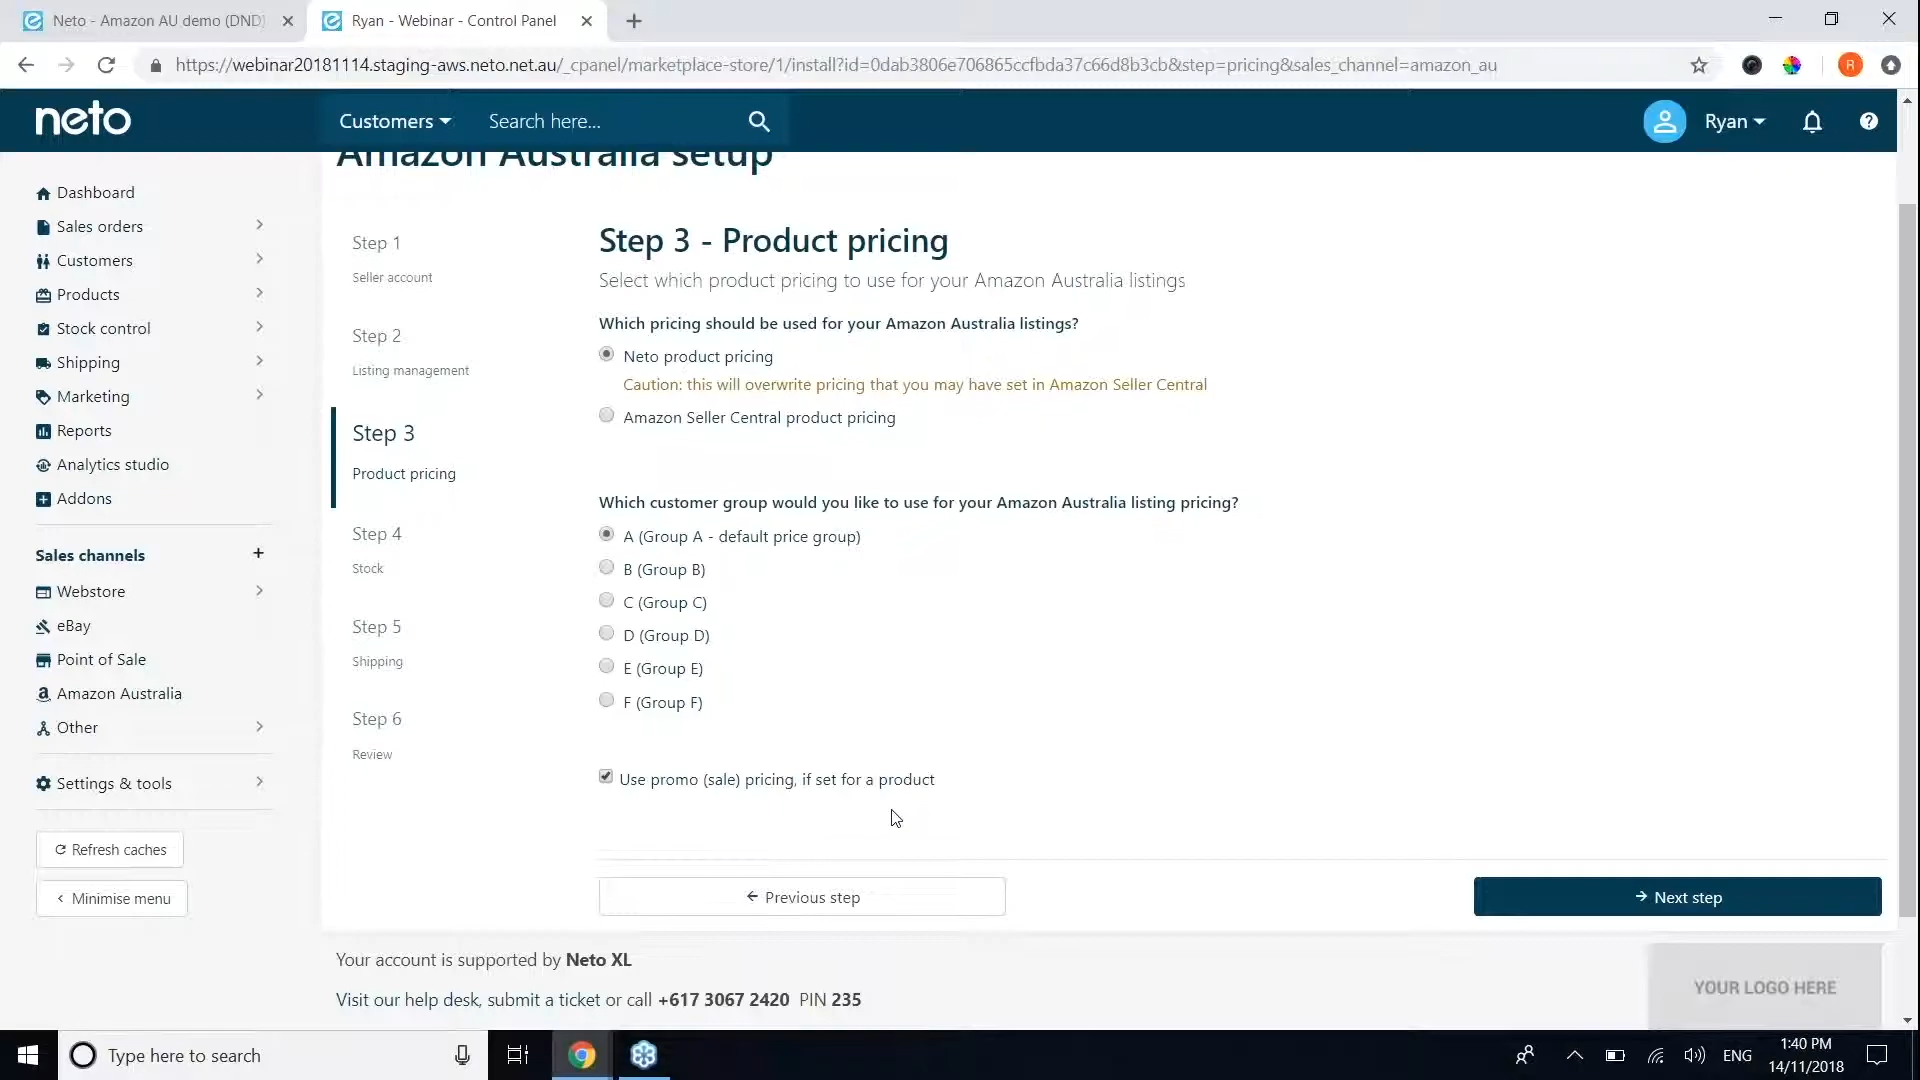 Neto - Amazon AU demo (DND)
Ryan - Webinar - Control Panel
https://webinar20181114.staging-aws.neto.net.au/_cpanel/marketplace-store/1/install?id=0dab3806e706865ccfbda37c66d8b3cb&step=pricing&sales_channel=amazon_au
R
neto
Customers
Search here...
Ryan
Amazon Australia setup
Dashboard
Sales orders
Customers
Products
Stock control
Shipping
Marketing
Reports
Analytics studio
Addons
Sales channels
Webstore
eBay
Point of Sale
Amazon Australia
Other
Settings & tools
Refresh caches
Minimise menu
Step 1
Seller account
Step 2
Listing management
Step 3
Product pricing
Step 4
Stock
Step 5
Shipping
Step 6
Review
Step 3 - Product pricing
Select which product pricing to use for your Amazon Australia listings
Which pricing should be used for your Amazon Australia listings?
Neto product pricing
Caution: this will overwrite pricing that you may have set in Amazon Seller Central
Amazon Seller Central product pricing
Which customer group would you like to use for your Amazon Australia listing pricing?
A (Group A - default price group)
B (Group B)
C (Group C)
D (Group D)
E (Group E)
F (Group F)
Use promo (sale) pricing, if set for a product
Previous step
Next step
Your account is supported by Neto XL
Visit our help desk, submit a ticket or call +617 3067 2420 PIN 235
YOUR LOGO HERE
Type here to search
ENG
1:40 PM
14/11/2018